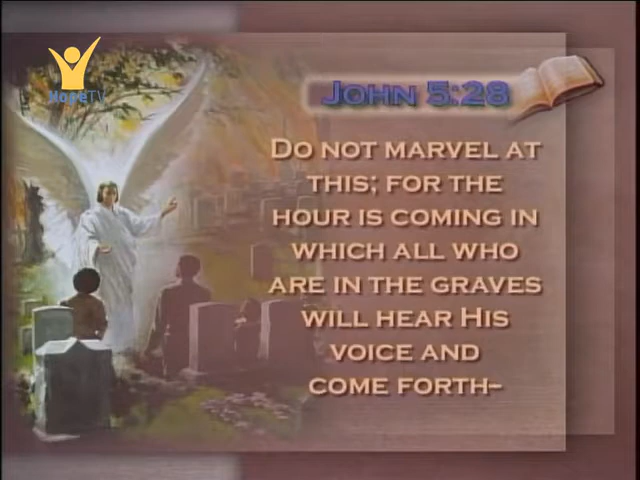 HopeTV
John 5:28
Do not marvel at
this; for the
hour is coming in
which all who
are in the graves
will hear His
voice and
come forth–